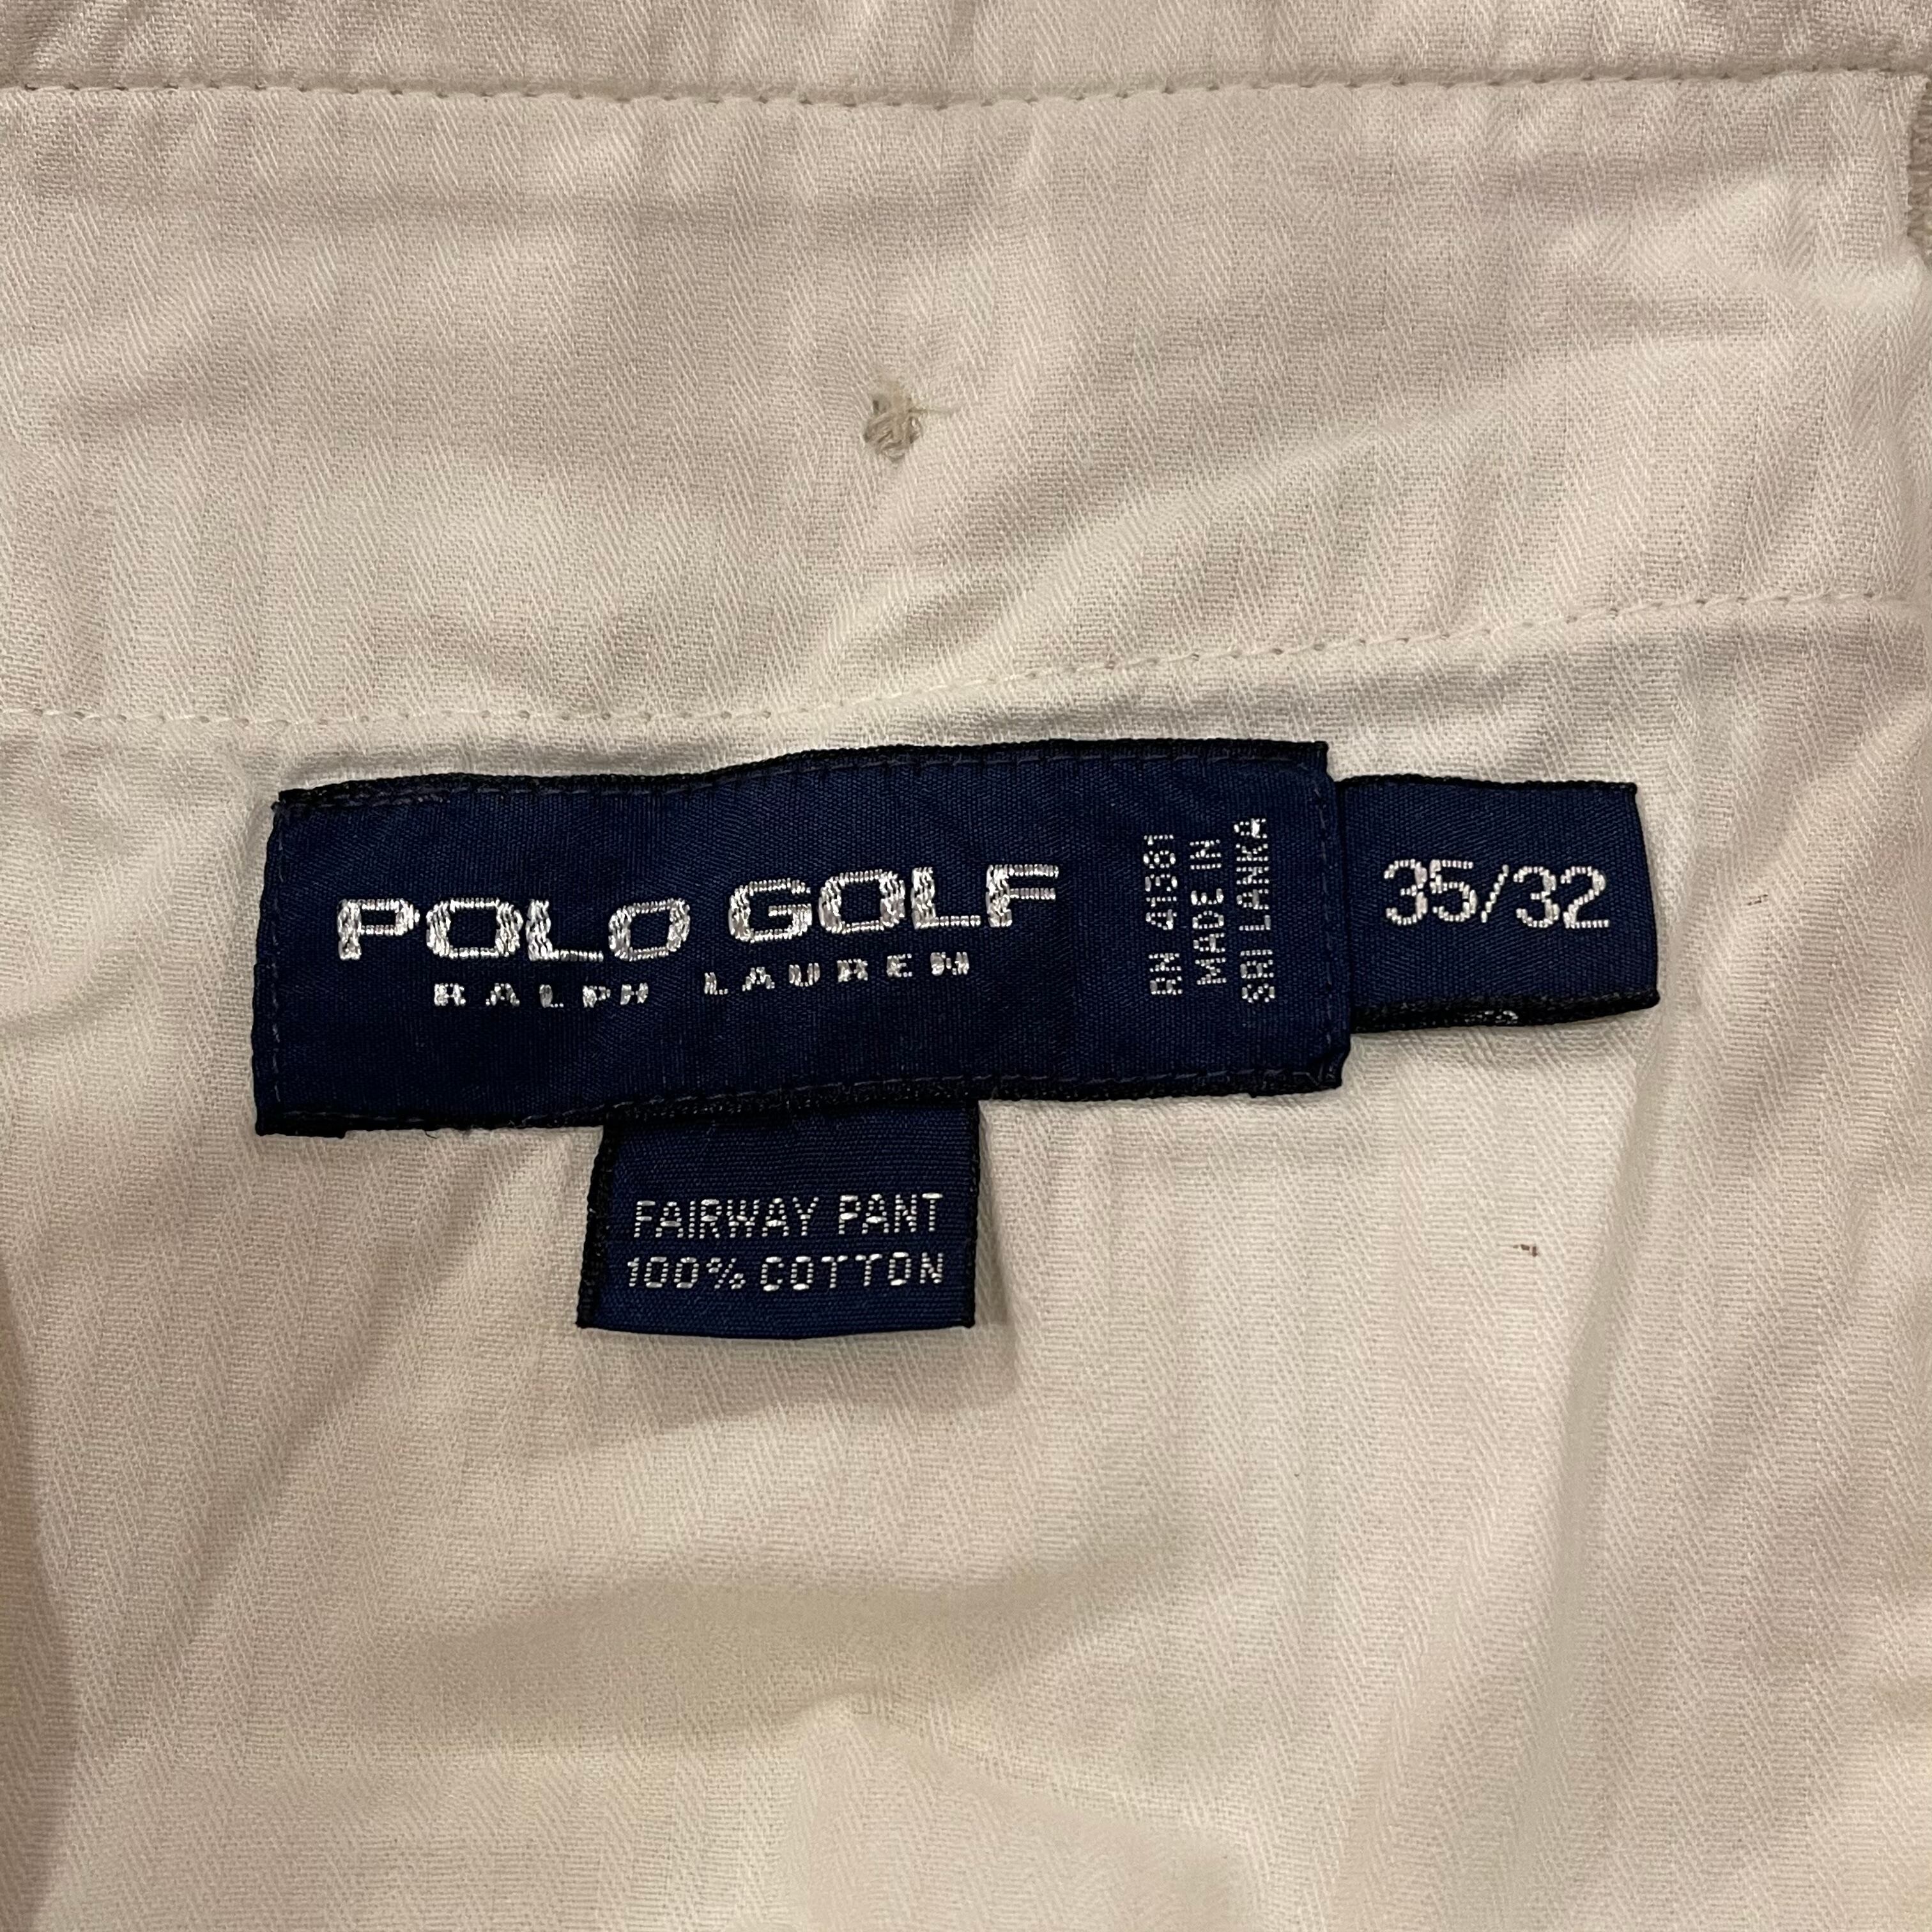 POLO GOLF
RALPH LAUREN
RN 41381
MADE IN
SRI LANKA
35/32
FAIRWAY PANT
100% COTTON